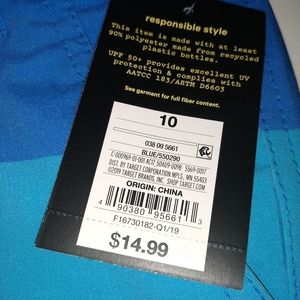 responsible style
This item is made with at least
90% polyester made from recycled
plastic bottles.
UPF 50+ provides excellent UV
protection & complies with
AATCC 183/ASTM D6603
See garment for full fiber content.
10
038 09 5661
BLUE/550290
DIST. BY TARGET CORPORATION MPLS, MN 55403
©2019 TARGET BRANDS, INC. SHOP TARGET.COM
4 90380 95661 3
ORIGIN: CHINA
F16730182-Q1/19
$14.99